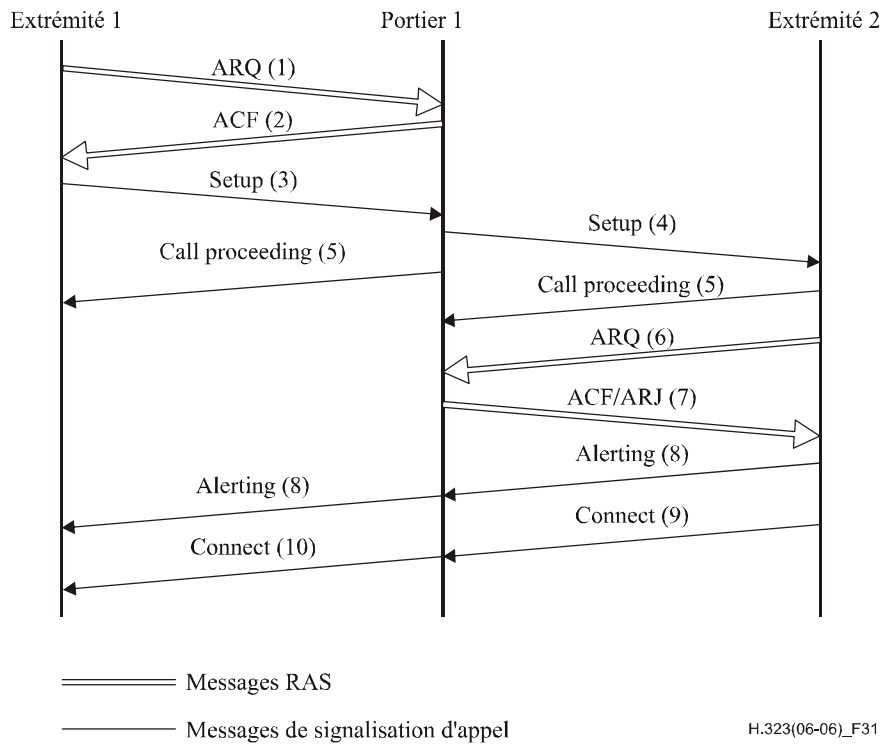 Extrémité 1
Portier 1
Extrémité 2
ARQ (1)
ACF (2)
Setup (3)
Setup (4)
Call proceeding (5)
Call proceeding (5)
ARQ (6)
ACF/ARJ (7)
Alerting (8)
Alerting (8)
Connect (9)
Connect (10)
Messages RAS
Messages de signalisation d'appel
H.323(06-06)_F31